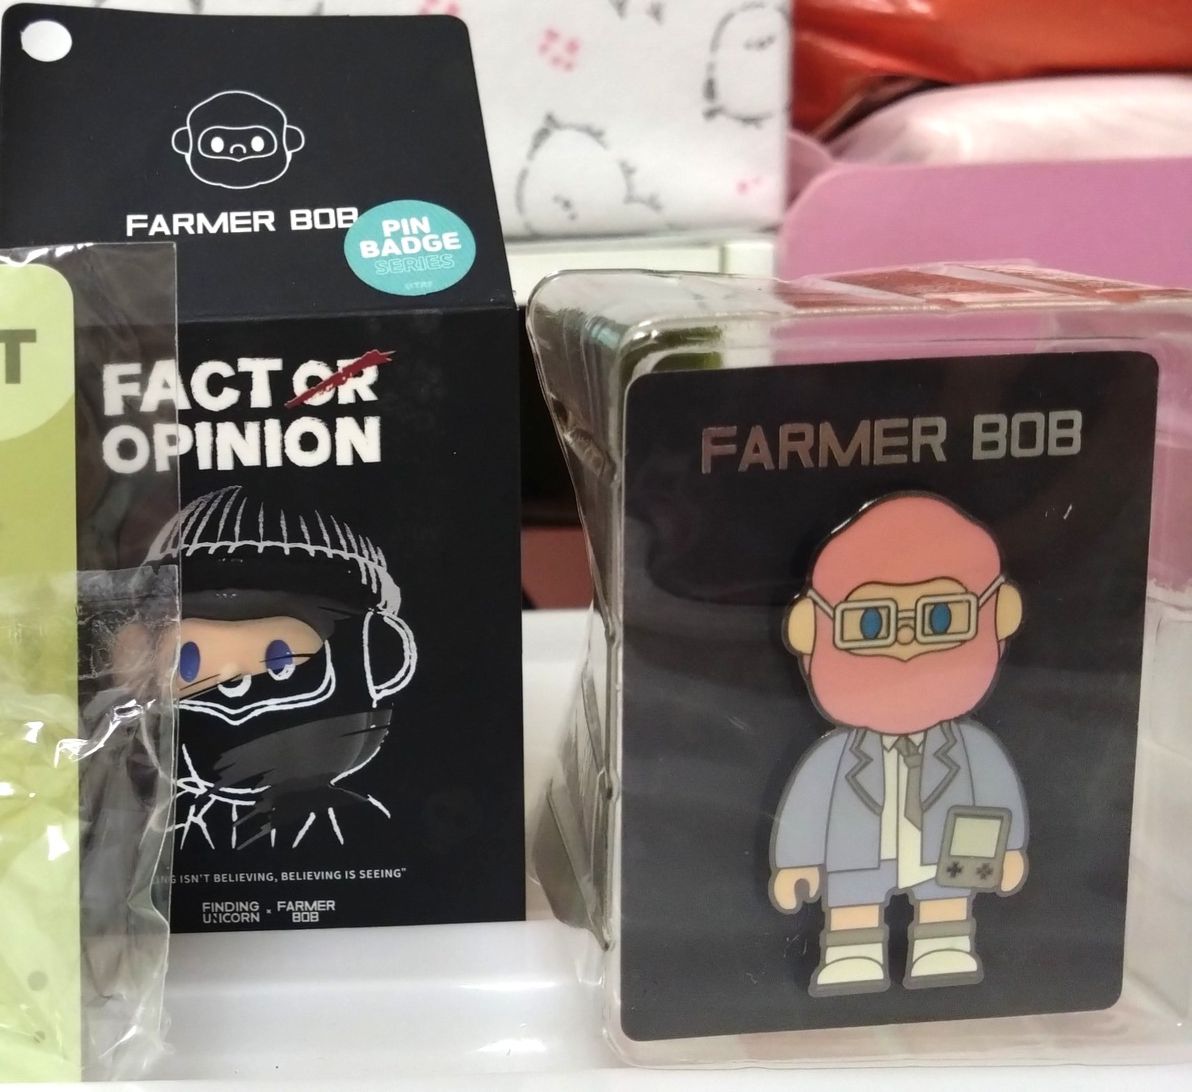 FARMER BOB
PIN
BADGE
SERIES
T
FACT OR
OPINION
ISN'T BELIEVING, BELIEVING IS SEEING"
FINDING
UNICORN
×
FARMER
BOB
FARMER BOB